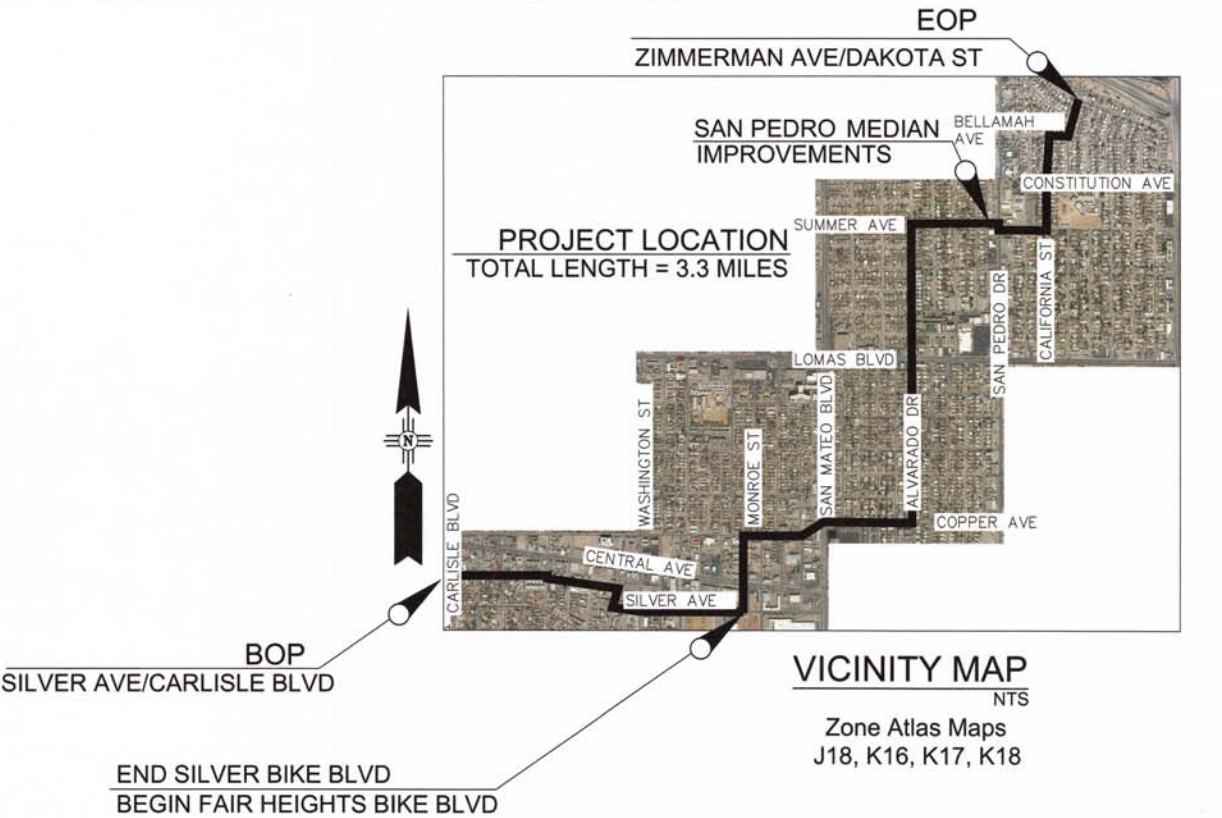 EOP
ZIMMERMAN AVE/DAKOTA ST
SAN PEDRO MEDIAN
IMPROVEMENTS
BELLAMAH
AVE
CONSTITUTION AVE
SUMMER AVE
PROJECT LOCATION
TOTAL LENGTH = 3.3 MILES
SAN PEDRO DR
CALIFORNIA ST
LOMAS BLVD
WASHINGTON ST
MONROE ST
SAN MATEO BLVD
ALVARADO DR
N
CARLISLE BLVD
COPPER AVE
CENTRAL AVE
SILVER AVE
BOP
SILVER AVE/CARLISLE BLVD
VICINITY MAP
NTS
Zone Atlas Maps
J18, K16, K17, K18
END SILVER BIKE BLVD
BEGIN FAIR HEIGHTS BIKE BLVD